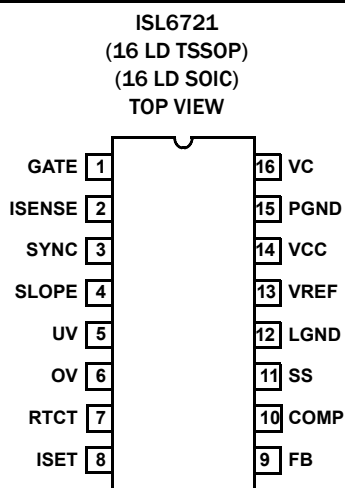 ISL6721
(16 LD TSSOP)
(16 LD SOIC)
TOP VIEW
GATE 1 16 VC
ISENSE 2 15 PGND
SYNC 3 14 VCC
SLOPE 4 13 VREF
UV 5 12 LGND
OV 6 11 SS
RTCT 7 10 COMP
ISET 8 9 FB